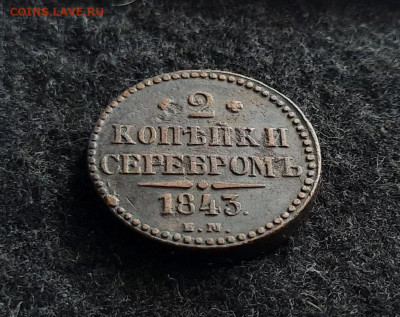 COINS.LAVE.RU
2
КОПѢЙКИ
СЕРЕБРОМЪ
1843.
Е.М.